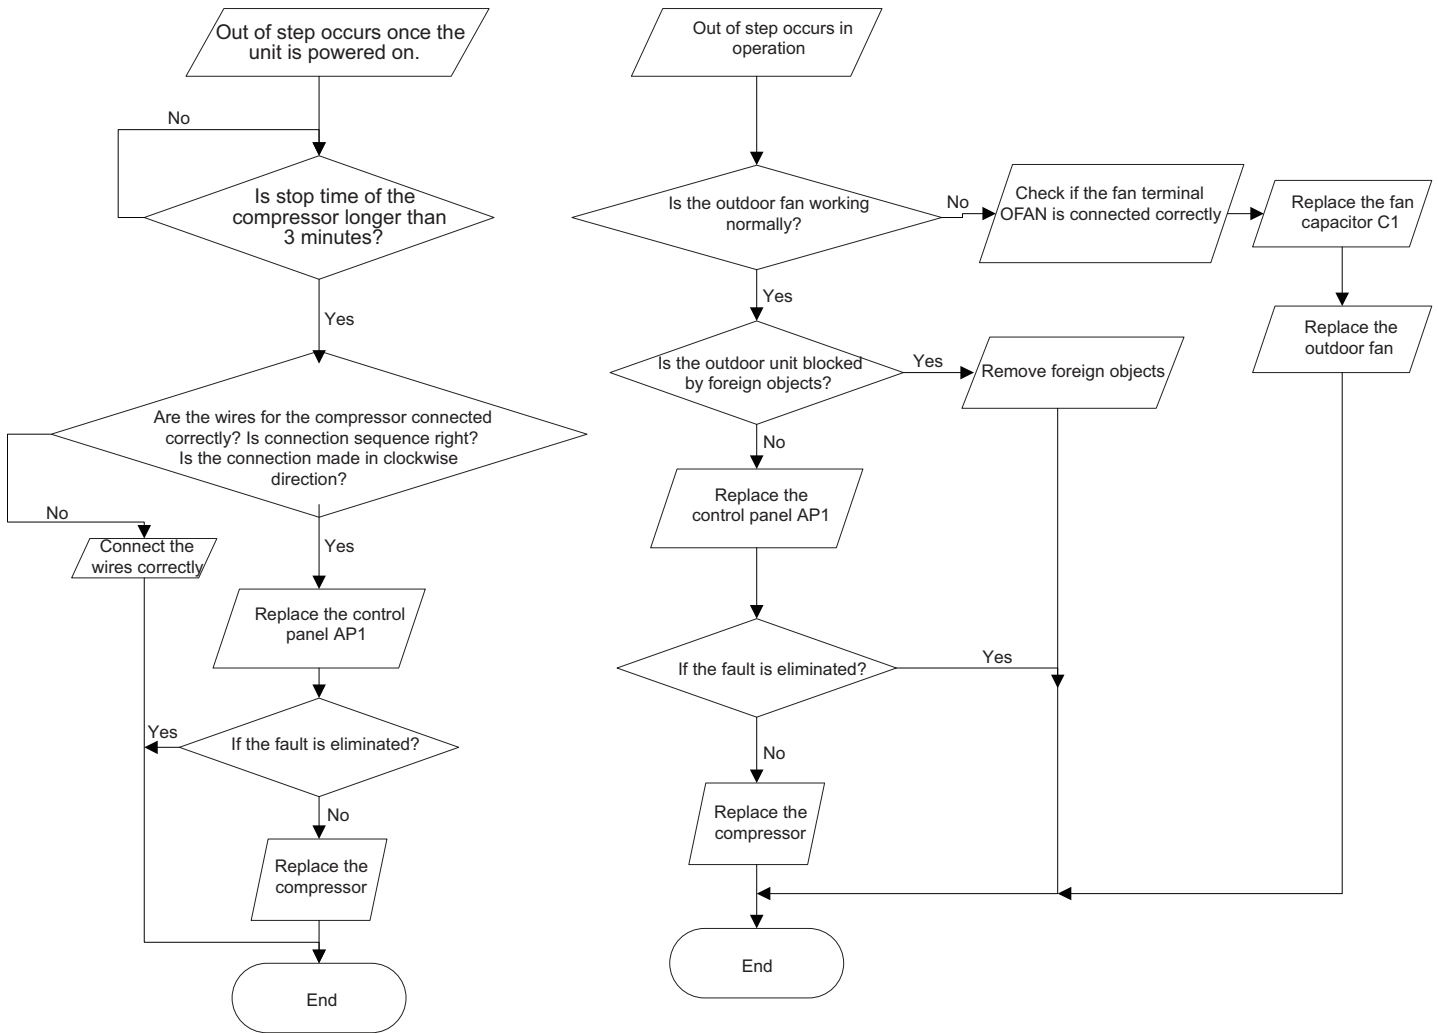 Out of step occurs once the
unit is powered on.
No
Is stop time of the
compressor longer than
3 minutes?
Yes
Are the wires for the compressor connected
correctly? Is connection sequence right?
Is the connection made in clockwise
direction?
No
Connect the
wires correctly
Yes
Replace the control
panel AP1
Yes
If the fault is eliminated?
No
Replace the
compressor
End
Out of step occurs in
operation
Is the outdoor fan working
normally?
No
Check if the fan terminal
OFAN is connected correctly
Replace the fan
capacitor C1
Replace the
outdoor fan
Yes
Is the outdoor unit blocked
by foreign objects?
Yes
Remove foreign objects
No
Replace the
control panel AP1
If the fault is eliminated?
Yes
No
Replace the
compressor
End